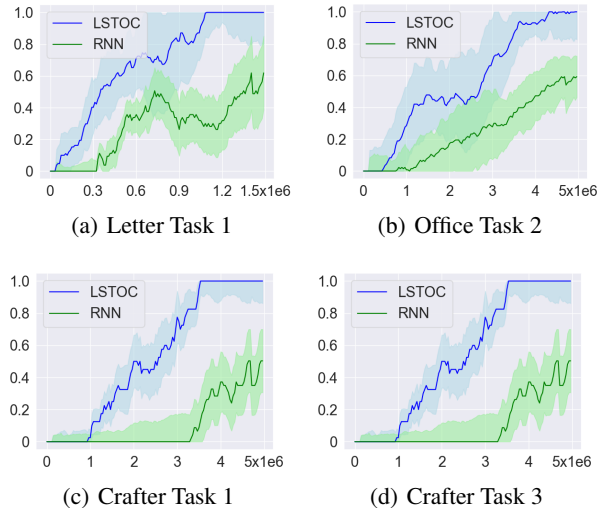 LSTOC
RNN
1.0
0.8
0.6
0.4
0.2
0
0 0.3 0.6 0.9 1.2 1.5x1e6
(a) Letter Task 1
LSTOC
RNN
1.0
0.8
0.6
0.4
0.2
0
0 1 2 3 4 5x1e6
(b) Office Task 2
LSTOC
RNN
1.0
0.8
0.6
0.4
0.2
0
0 1 2 3 4 5x1e6
(c) Crafter Task 1
LSTOC
RNN
1.0
0.8
0.6
0.4
0.2
0
0 1 2 3 4 5x1e6
(d) Crafter Task 3